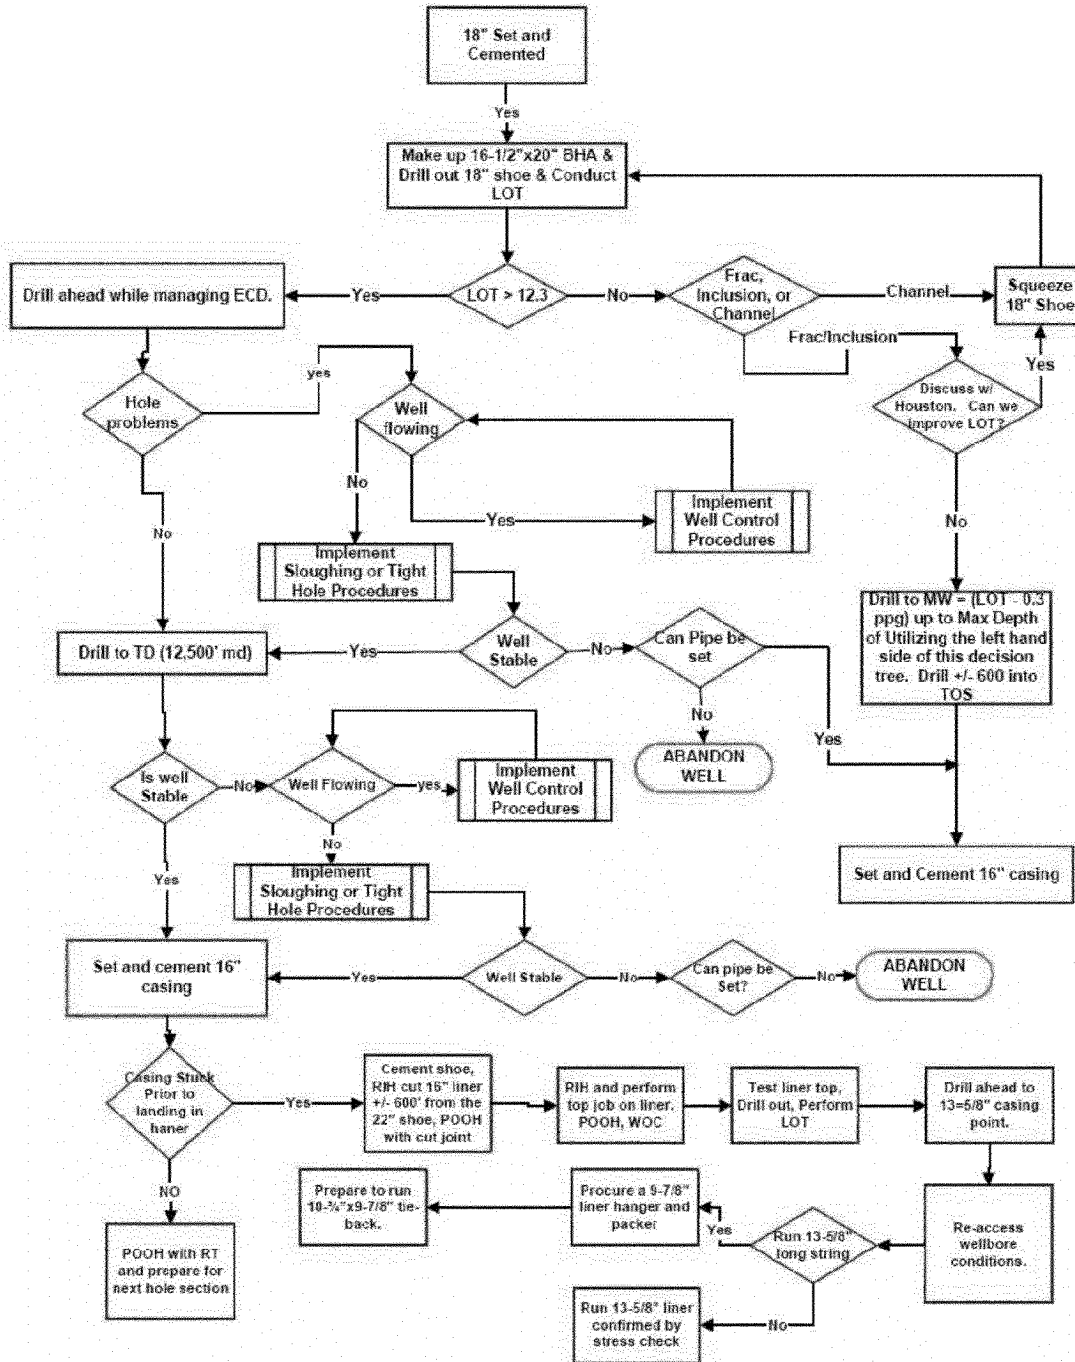 18" Set and
Cemented
Yes
Make up 16-1/2"x20" BHA &
Drill out 18" shoe & Conduct
LOT
Drill ahead while managing ECD.
Yes
LOT > 12.3
No
Frac,
Inclusion, or
Channel
Channel
Squeeze
18" Shoe
Frac/Inclusion
Yes
Hole
problems
yes
Well
flowing
Discuss w/
Houston. Can we
improve LOT?
No
No
Yes
Implement
Well Control
Procedures
No
Implement
Sloughing or Tight
Hole Procedures
Drill to MW = (LOT - 0.3
ppg) up to Max Depth
of Utilizing the left hand
side of this decision
tree. Drill +/- 600 into
TOS
Drill to TD (12,500' md)
Yes
Well
Stable
No
Can Pipe be
set
No
Yes
ABANDON
WELL
Is well
Stable
No
Well Flowing
yes
Implement
Well Control
Procedures
No
Yes
Implement
Sloughing or Tight
Hole Procedures
Set and Cement 16" casing
Set and cement 16"
casing
Yes
Well Stable
No
Can pipe be
Set?
No
ABANDON
WELL
Casing Stuck
Prior to
landing in
haner
Yes
Cement shoe,
RIH cut 16" liner
+/- 600' from the
22" shoe, POOH
with cut joint
RIH and perform
top job on liner.
POOH, WOC
Test liner top,
Drill out, Perform
LOT
Drill ahead to
13=5/8" casing
point.
NO
Prepare to run
10-¾"x9-7/8" tie-
back.
Procure a 9-7/8"
liner hanger and
packer
Yes
Run 13-5/8"
long string
Re-access
wellbore
conditions.
POOH with RT
and prepare for
next hole section
Run 13-5/8" liner
confirmed by
stress check
No